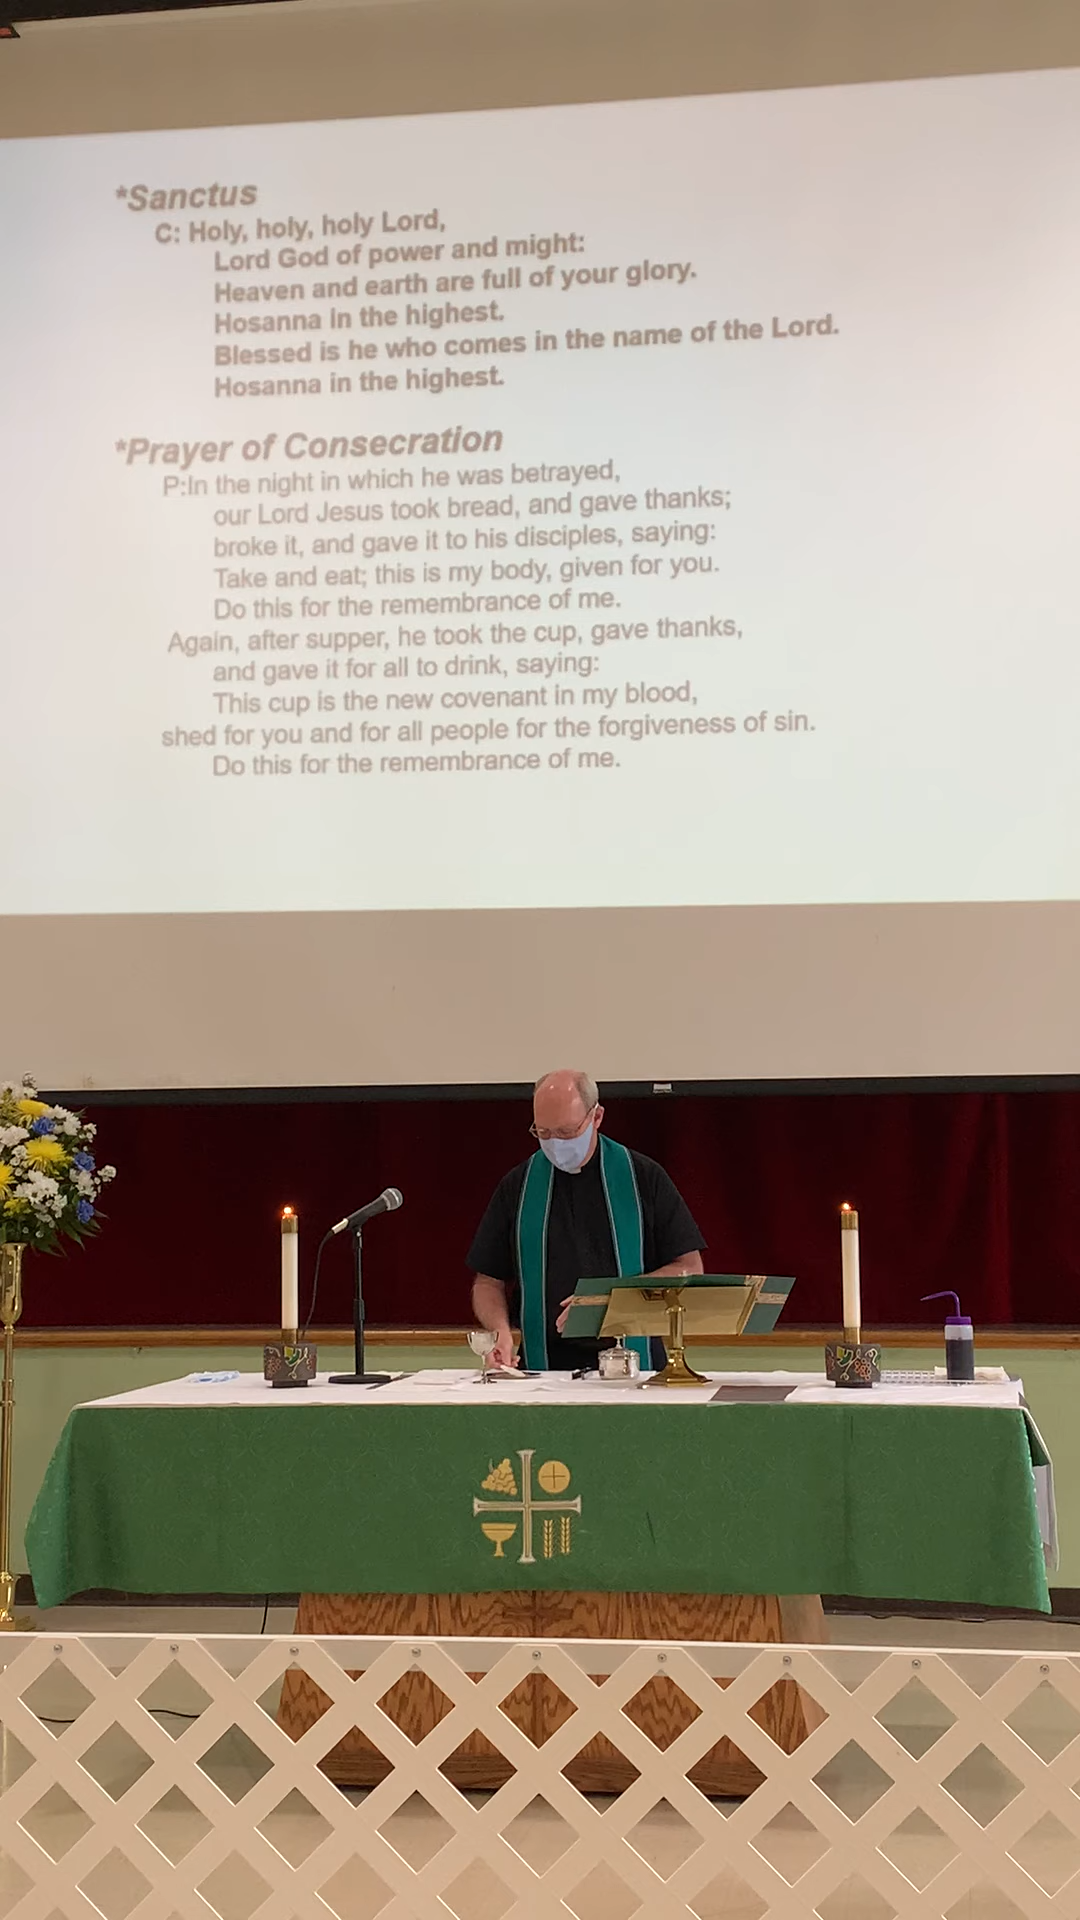 *Sanctus
C: Holy, holy, holy Lord,
Lord God of power and might:
Heaven and earth are full of your glory.
Hosanna in the highest.
Blessed is he who comes in the name of the Lord.
Hosanna in the highest.
*Prayer of Consecration
P:In the night in which he was betrayed,
our Lord Jesus took bread, and gave thanks;
broke it, and gave it to his disciples, saying:
Take and eat; this is my body, given for you.
Do this for the remembrance of me.
Again, after supper, he took the cup, gave thanks,
and gave it for all to drink, saying:
This cup is the new covenant in my blood,
shed for you and for all people for the forgiveness of sin.
Do this for the remembrance of me.